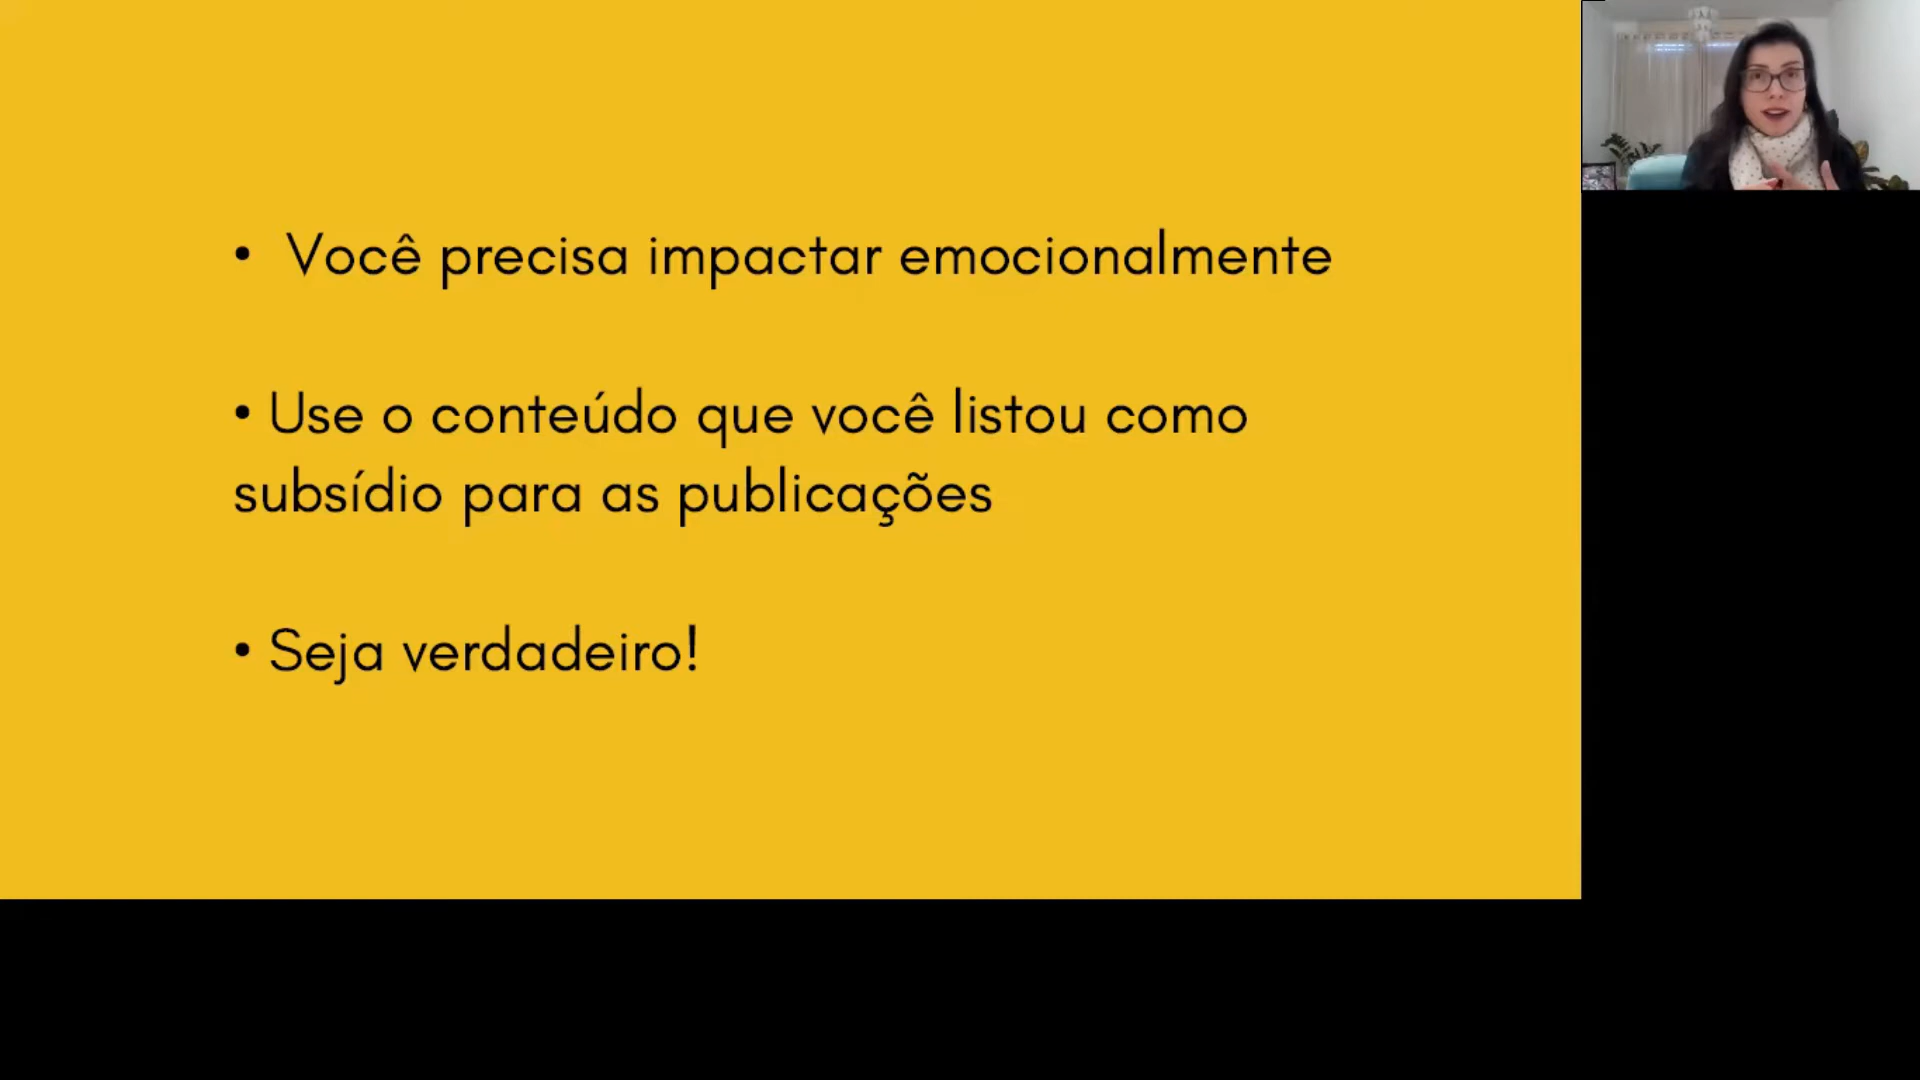 • Você precisa impactar emocionalmente
• Use o conteúdo que você listou como
subsídio para as publicações
• Seja verdadeiro!